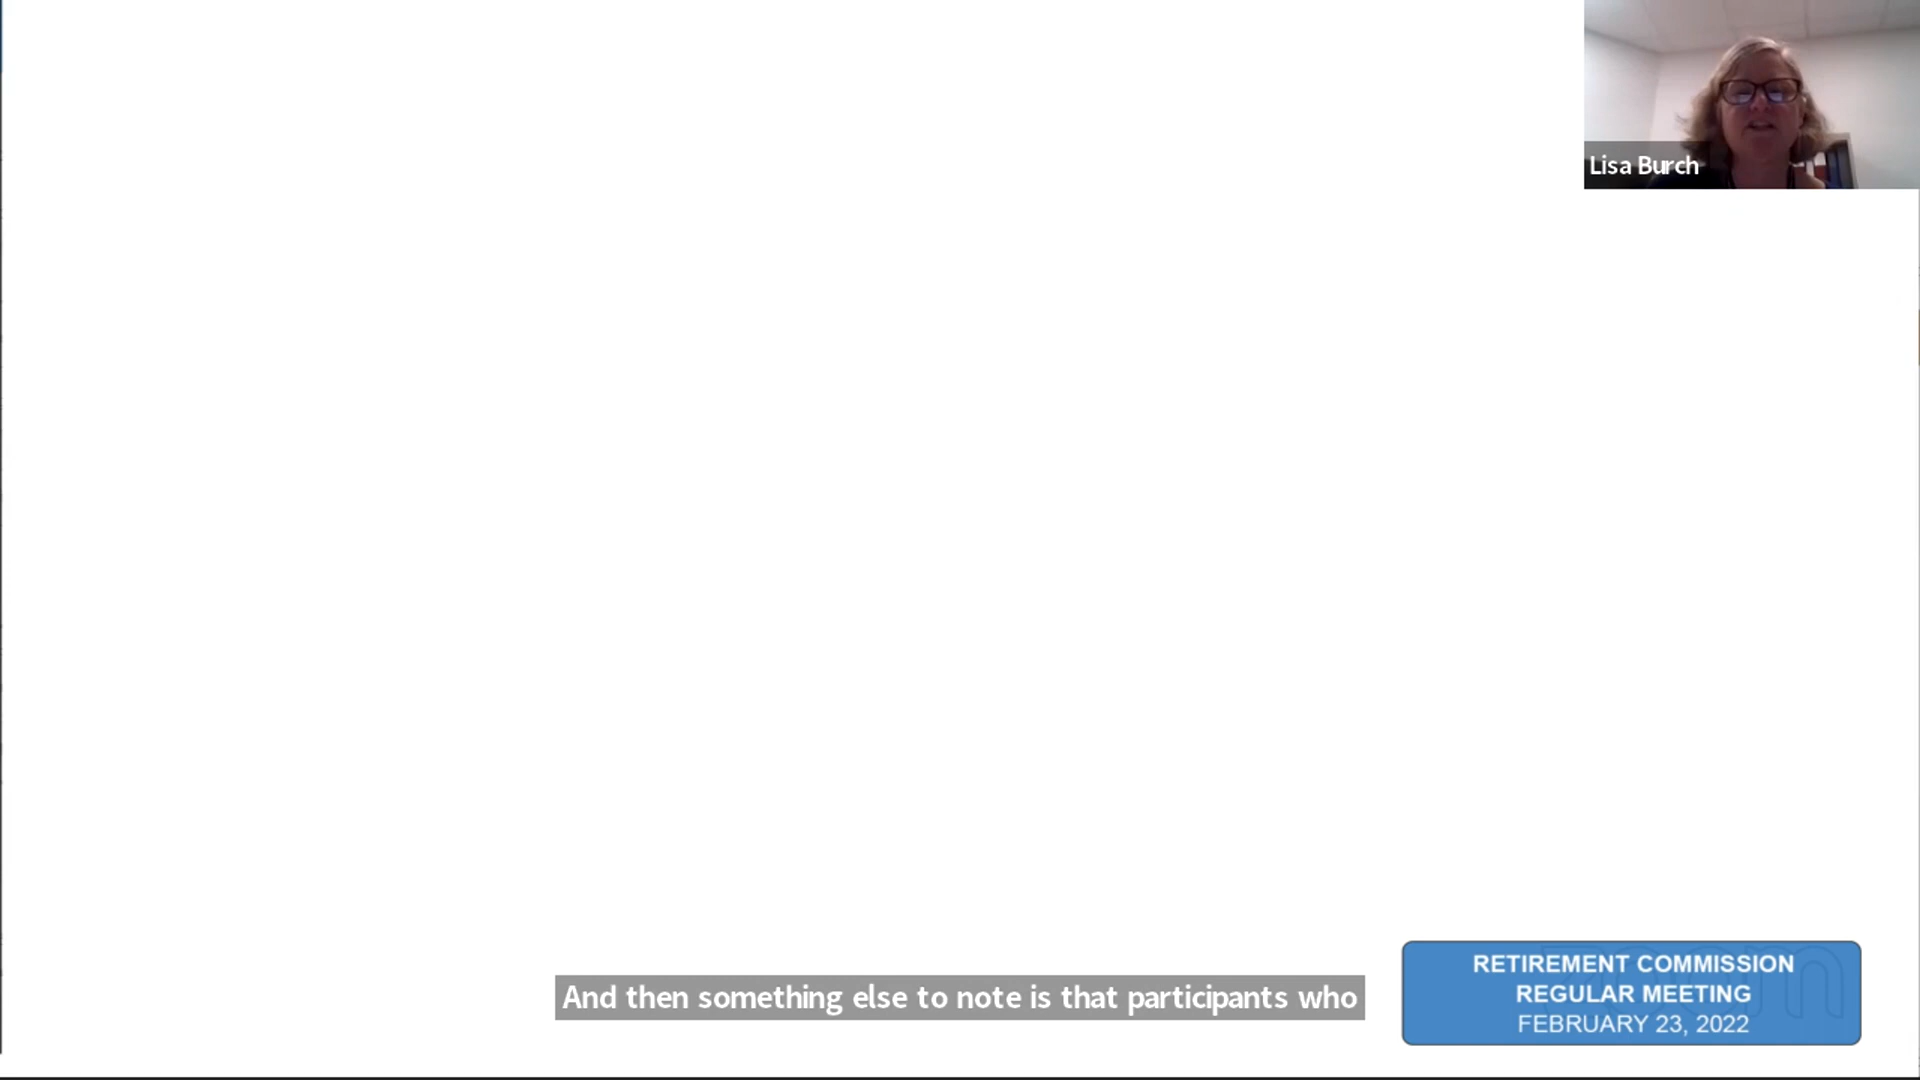 Lisa Burch
And then something else to note is that participants who
RETIREMENT COMMISSION
REGULAR MEETING
FEBRUARY 23, 2022
zoom